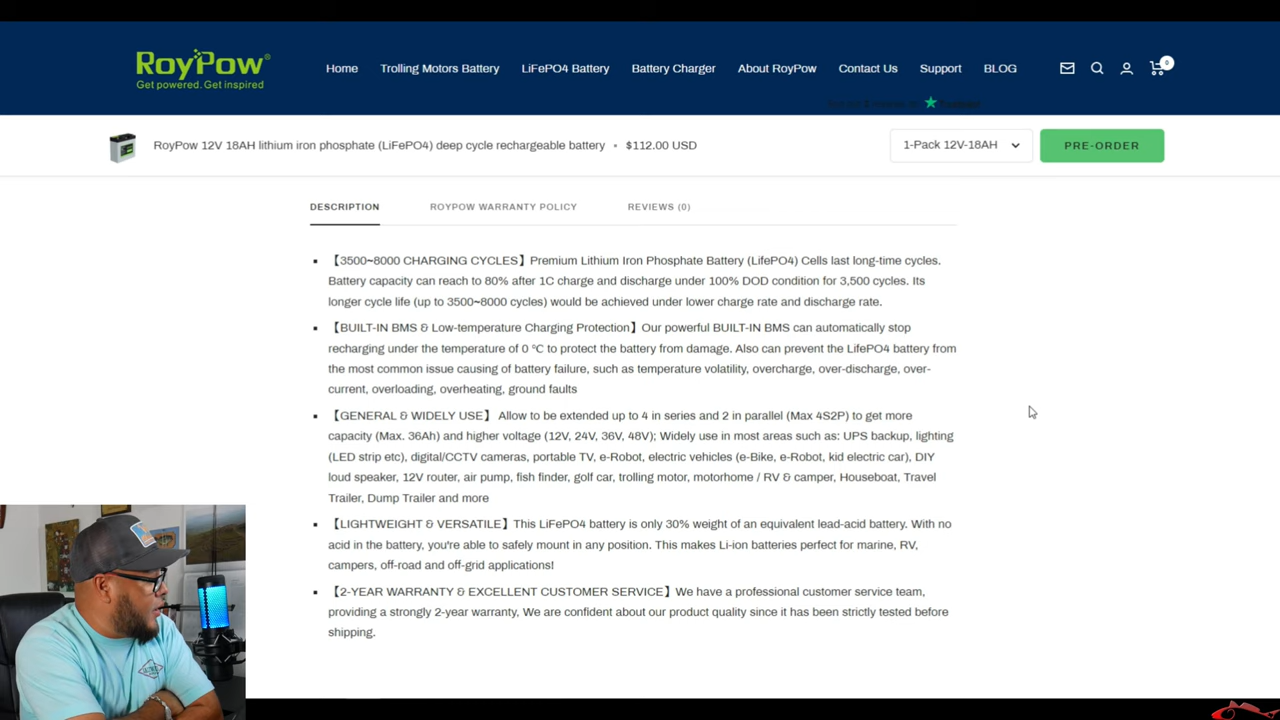 RoyPow®
Get powered. Get inspired
Home
Trolling Motors Battery
LiFePO4 Battery
Battery Charger
About RoyPow
Contact Us
Support
BLOG
0
Trustpilot
RoyPow 12V 18AH lithium iron phosphate (LiFePO4) deep cycle rechargeable battery • $112.00 USD
1-Pack 12V-18AH
PRE-ORDER
DESCRIPTION
ROYPOW WARRANTY POLICY
REVIEWS (0)
【3500~8000 CHARGING CYCLES】Premium Lithium Iron Phosphate Battery (LifePO4) Cells last long-time cycles.
Battery capacity can reach to 80% after 1C charge and discharge under 100% DOD condition for 3,500 cycles. Its
longer cycle life (up to 3500~8000 cycles) would be achieved under lower charge rate and discharge rate.
【BUILT-IN BMS & Low-temperature Charging Protection】Our powerful BUILT-IN BMS can automatically stop
recharging under the temperature of 0 ℃ to protect the battery from damage. Also can prevent the LifePO4 battery from
the most common issue causing of battery failure, such as temperature volatility, overcharge, over-discharge, over-
current, overloading, overheating, ground faults
【GENERAL & WIDELY USE】 Allow to be extended up to 4 in series and 2 in parallel (Max 4S2P) to get more
capacity (Max. 36Ah) and higher voltage (12V, 24V, 36V, 48V); Widely use in most areas such as: UPS backup, lighting
(LED strip etc), digital/CCTV cameras, portable TV, e-Robot, electric vehicles (e-Bike, e-Robot, kid electric car), DIY
loud speaker, 12V router, air pump, fish finder, golf car, trolling motor, motorhome / RV & camper, Houseboat, Travel
Trailer, Dump Trailer and more
【LIGHTWEIGHT & VERSATILE】This LiFePO4 battery is only 30% weight of an equivalent lead-acid battery. With no
acid in the battery, you're able to safely mount in any position. This makes Li-ion batteries perfect for marine, RV,
campers, off-road and off-grid applications!
【2-YEAR WARRANTY & EXCELLENT CUSTOMER SERVICE】We have a professional customer service team,
providing a strongly 2-year warranty, We are confident about our product quality since it has been strictly tested before
shipping.